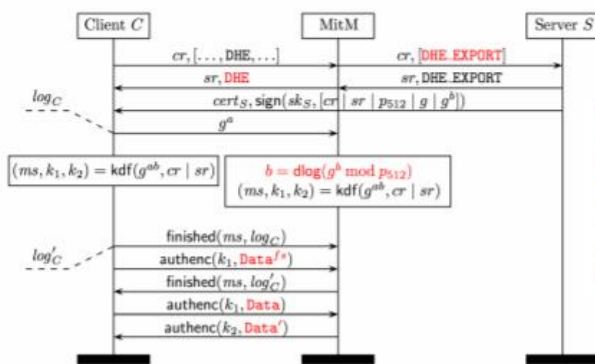 Client C MitM Server S
cr, [..., DHE, ...] cr, [DHE_EXPORT]
sr, DHE sr, DHE_EXPORT
log_C cert_S, sign(sk_S, [cr | sr | p_512 | g | g^b])
g^a
(ms, k_1, k_2) = kdf(g^{ab}, cr | sr) b = dlog(g^b mod p_512)
(ms, k_1, k_2) = kdf(g^{ab}, cr | sr)
finished(ms, log_C)
log'_C
authenc(k_1, Data^{fs})
finished(ms, log'_C)
authenc(k_1, Data)
authenc(k_2, Data')